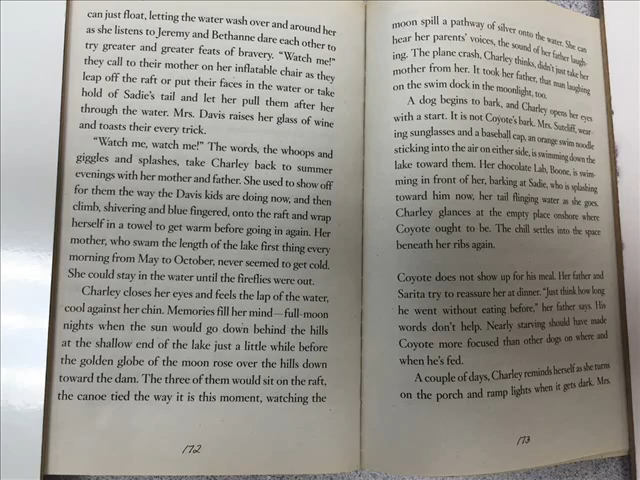 can just float, letting the water wash over and around her
as she listens to Jeremy and Bethanne dare each other to
try greater and greater feats of bravery. “Watch me!”
they call to their mother on her inflatable chair as they
leap off the raft or put their faces in the water or take
hold of Sadie’s tail and let her pull them after her
through the water. Mrs. Davis raises her glass of wine
and toasts their every trick.
“Watch me, watch me!” The words, the whoops and
giggles and splashes, take Charley back to summer
evenings with her mother and father. She used to show off
for them the way the Davis kids are doing now, and then
climb, shivering and blue fingered, onto the raft and wrap
herself in a towel to get warm before going in again. Her
mother, who swam the length of the lake first thing every
morning from May to October, never seemed to get cold.
She could stay in the water until the fireflies were out.
Charley closes her eyes and feels the lap of the water,
cool against her chin. Memories fill her mind—full-moon
nights when the sun would go down behind the hills
at the shallow end of the lake just a little while before
the golden globe of the moon rose over the hills down
toward the dam. The three of them would sit on the raft,
the canoe tied the way it is this moment, watching the
172
moon spill a pathway of silver onto the water. She can
hear her parents’ voices, the sound of her father laugh-
ing. The plane crash, Charley thinks, didn’t just take her
mother from her. It took her father, that man laughing
on the swim dock in the moonlight, too.
A dog begins to bark, and Charley opens her eyes
with a start. It is not Coyote’s bark. Mrs. Sutcliff, wear-
ing sunglasses and a baseball cap, an orange swim noodle
sticking into the air on either side, is swimming down the
lake toward them. Her chocolate Lab, Boone, is swim-
ming in front of her, barking at Sadie, who is splashing
toward him now, her tail flinging water as she goes.
Charley glances at the empty place onshore where
Coyote ought to be. The chill settles into the space
beneath her ribs again.
Coyote does not show up for his meal. Her father and
Sarita try to reassure her at dinner. “Just think how long
he went without eating before,” her father says. His
words don’t help. Nearly starving should have made
Coyote more focused than other dogs on where and
when he’s fed.
A couple of days, Charley reminds herself as she turns
on the porch and ramp lights when it gets dark. Mrs.
173